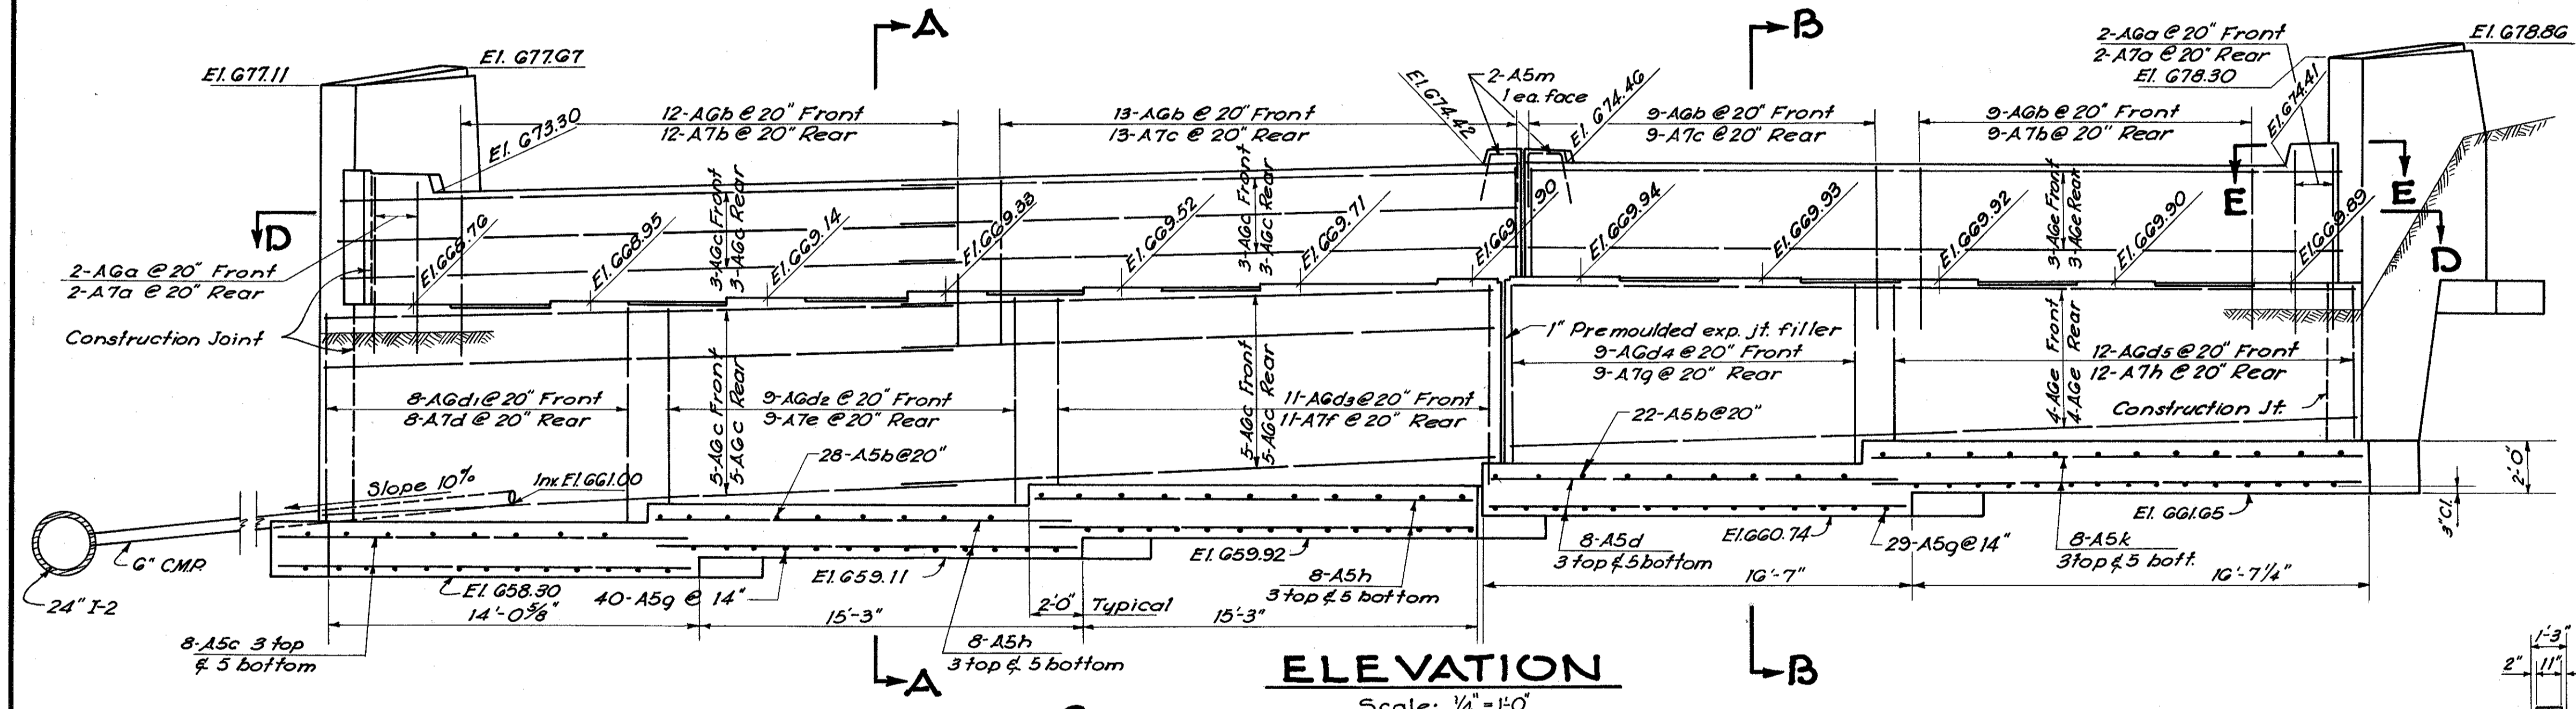 A
B
El. 677.11
El. 677.67
12-A6b @ 20" Front
12-A7b @ 20" Rear
El. 673.30
13-A6b @ 20" Front
13-A7c @ 20" Rear
El. 674.42
2-A5m
1 ea. face
El. 674.46
9-A6b @ 20" Front
9-A7c @ 20" Rear
9-A6b @ 20" Front
9-A7b @ 20" Rear
2-A6a @ 20" Front
2-A7a @ 20" Rear
El. 678.30
El. 674.41
El. 678.86
D
E
E
D
3-A6c Front
3-A6c Rear
3-A6c Front
3-A6c Rear
3-A6e Front
3-A6e Rear
El. 668.76
El. 668.95
El. 669.14
El. 669.33
El. 669.52
El. 669.71
El. 669.90
El. 669.94
El. 669.93
El. 669.92
El. 669.90
El. 669.89
2-A6a @ 20" Front
2-A7a @ 20" Rear
Construction Joint
1" Premoulded exp. jt. filler
8-A6d1 @ 20" Front
8-A7d @ 20" Rear
5-A6c Front
5-A6c Rear
9-A6d2 @ 20" Front
9-A7e @ 20" Rear
5-A6c Front
5-A6c Rear
11-A6d3 @ 20" Front
11-A7f @ 20" Rear
9-A6d4 @ 20" Front
9-A7g @ 20" Rear
4-A6e Front
4-A6e Rear
12-A6d5 @ 20" Front
12-A7h @ 20" Rear
Construction Jt.
28-A5b @ 20"
22-A5b @ 20"
Slope 10%
Inv. El. 661.00
6" C.M.P.
24" I-2
El. 658.30
El. 659.11
El. 659.92
El. 660.74
El. 661.65
2'-0"
3" Cl.
40-A5g @ 14"
29-A5g @ 14"
8-A5c 3 top
& 5 bottom
8-A5h
3 top & 5 bottom
8-A5h
3 top & 5 bottom
8-A5d
3 top & 5 bottom
8-A5k
3 top & 5 bott.
14'-0 5/8"
15'-3"
2'-0" Typical
15'-3"
16'-7"
16'-7 1/4"
A
B
ELEVATION
Scale: 1/4" = 1'-0"
1'-3"
2"
11"